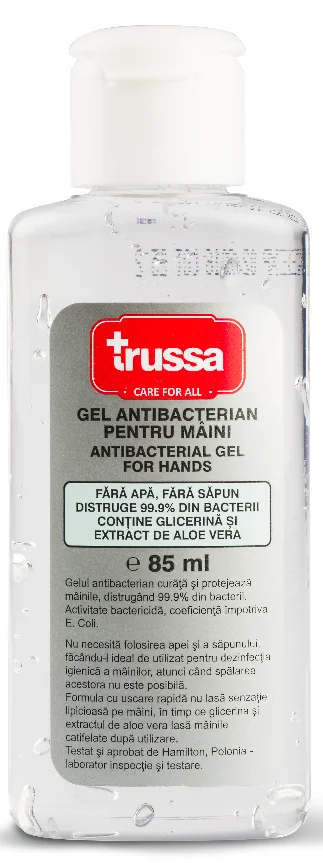 trussa
CARE FOR ALL
GEL ANTIBACTERIAN
PENTRU MÂINI
ANTIBACTERIAL GEL
FOR HANDS
FĂRĂ APĂ, FĂRĂ SĂPUN
DISTRUGE 99.9% DIN BACTERII
CONȚINE GLICERINĂ ȘI
EXTRACT DE ALOE VERA
℮ 85 ml
Gelul antibacterian curăță și protejează
mâinile, distrugând 99.9% din bacterii.
Activitate bactericidă, coeficiență împotriva
E. Coli.
Nu necesită folosirea apei și a săpunului,
făcându-l ideal de utilizat pentru dezinfecția
igienică a mâinilor, atunci când spălarea
acestora nu este posibilă.
Formula cu uscare rapidă nu lasă senzație
lipicioasă pe mâini, în timp ce glicerina și
extractul de aloe vera lasă mâinile
catifelate după utilizare.
Testat și aprobat de Hamilton, Polonia -
laborator inspecție și testare.